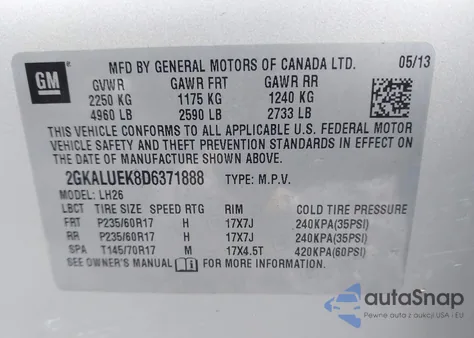 GM
MFD BY GENERAL MOTORS OF CANADA LTD. 05/13
GVWR GAWR FRT GAWR RR
2250 KG 1175 KG 1240 KG
4960 LB 2590 LB 2733 LB
THIS VEHICLE CONFORMS TO ALL APPLICABLE U.S. FEDERAL MOTOR
VEHICLE SAFETY AND THEFT PREVENTION STANDARDS IN EFFECT ON
THE DATE OF MANUFACTURE SHOWN ABOVE.
2GKALUEK8D6371888 TYPE: M.P.V.
MODEL: LH26
LBCT TIRE SIZE SPEED RTG RIM COLD TIRE PRESSURE
FRT P235/60R17 H 17X7J 240KPA(35PSI)
RR P235/60R17 H 17X7J 240KPA(35PSI)
SPA T145/70R17 M 17X4.5T 420KPA(60PSI)
SEE OWNER'S MANUAL FOR MORE INFORMATION.
autoSnap
Pewne auta z USA i EU